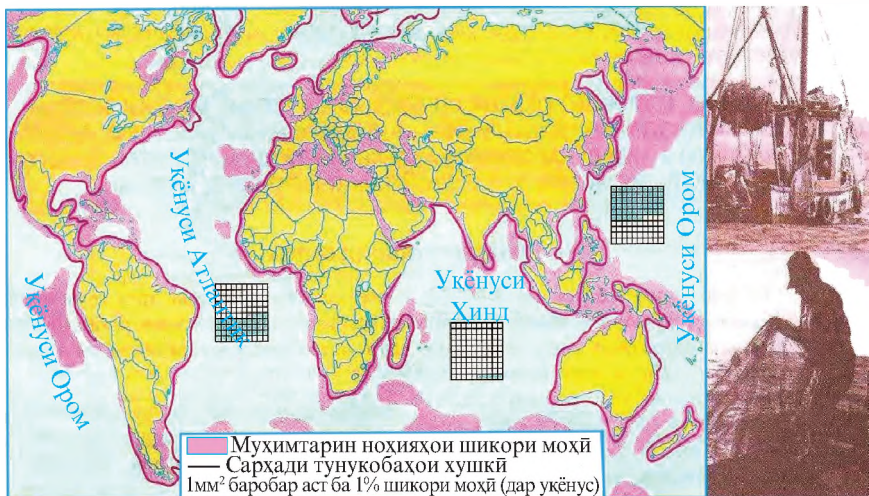 Уқёнуси Ором
Уқёнуси Атлантик
Уқёнуси
Ҳинд
Уқёнуси Ором
Муҳимтарин ноҳияҳои шикори моҳӣ
Сарҳади тунукобаҳои хушкӣ
1мм² баробар аст ба 1% шикори моҳӣ (дар уқёнус)